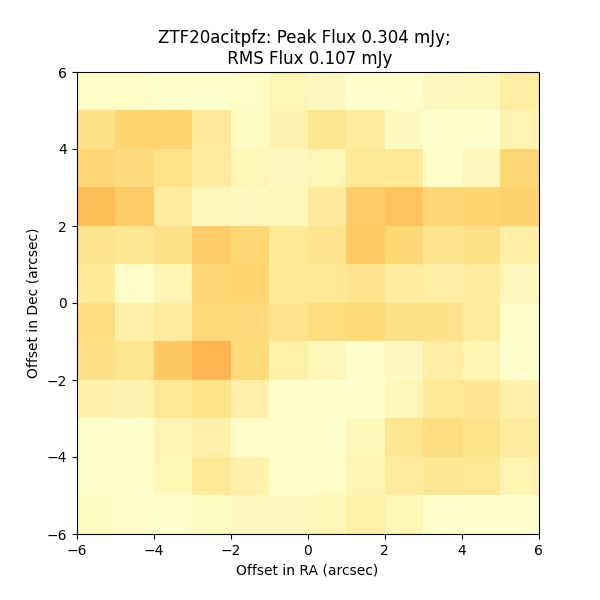 ZTF20acitpfz: Peak Flux 0.304 mJy;
RMS Flux 0.107 mJy
6
4
2
0
−2
−4
−6
Offset in Dec (arcsec)
−6 −4 −2 0 2 4 6
Offset in RA (arcsec)